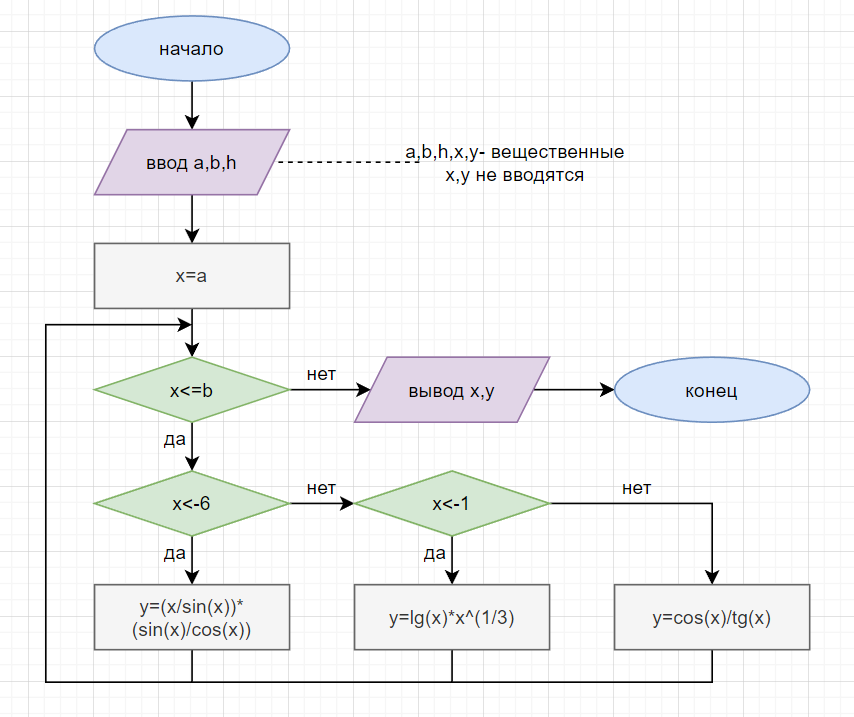 начало
ввод a,b,h
a,b,h,x,y- вещественные
x,y не вводятся
x=a
x<=b
нет
вывод x,y
конец
да
x<-6
нет
x<-1
нет
да
да
y=(x/sin(x))*
(sin(x)/cos(x))
y=lg(x)*x^(1/3)
y=cos(x)/tg(x)